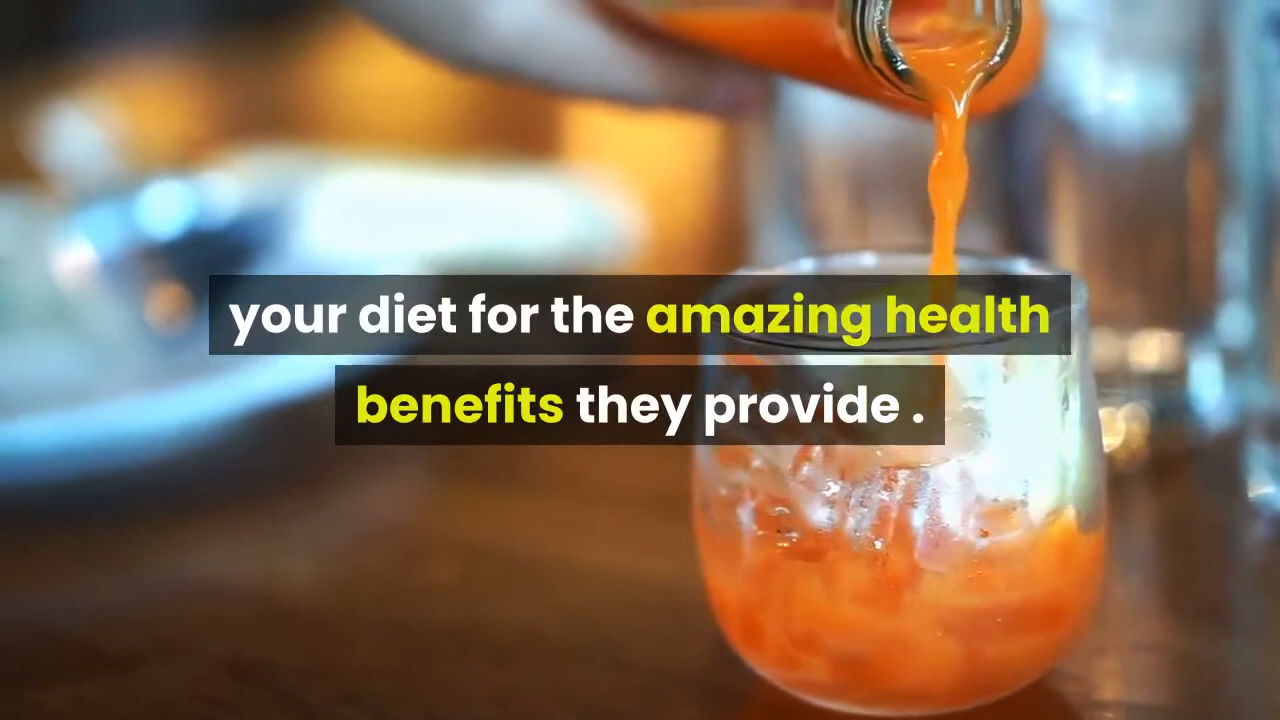 your diet for the amazing health
benefits they provide .